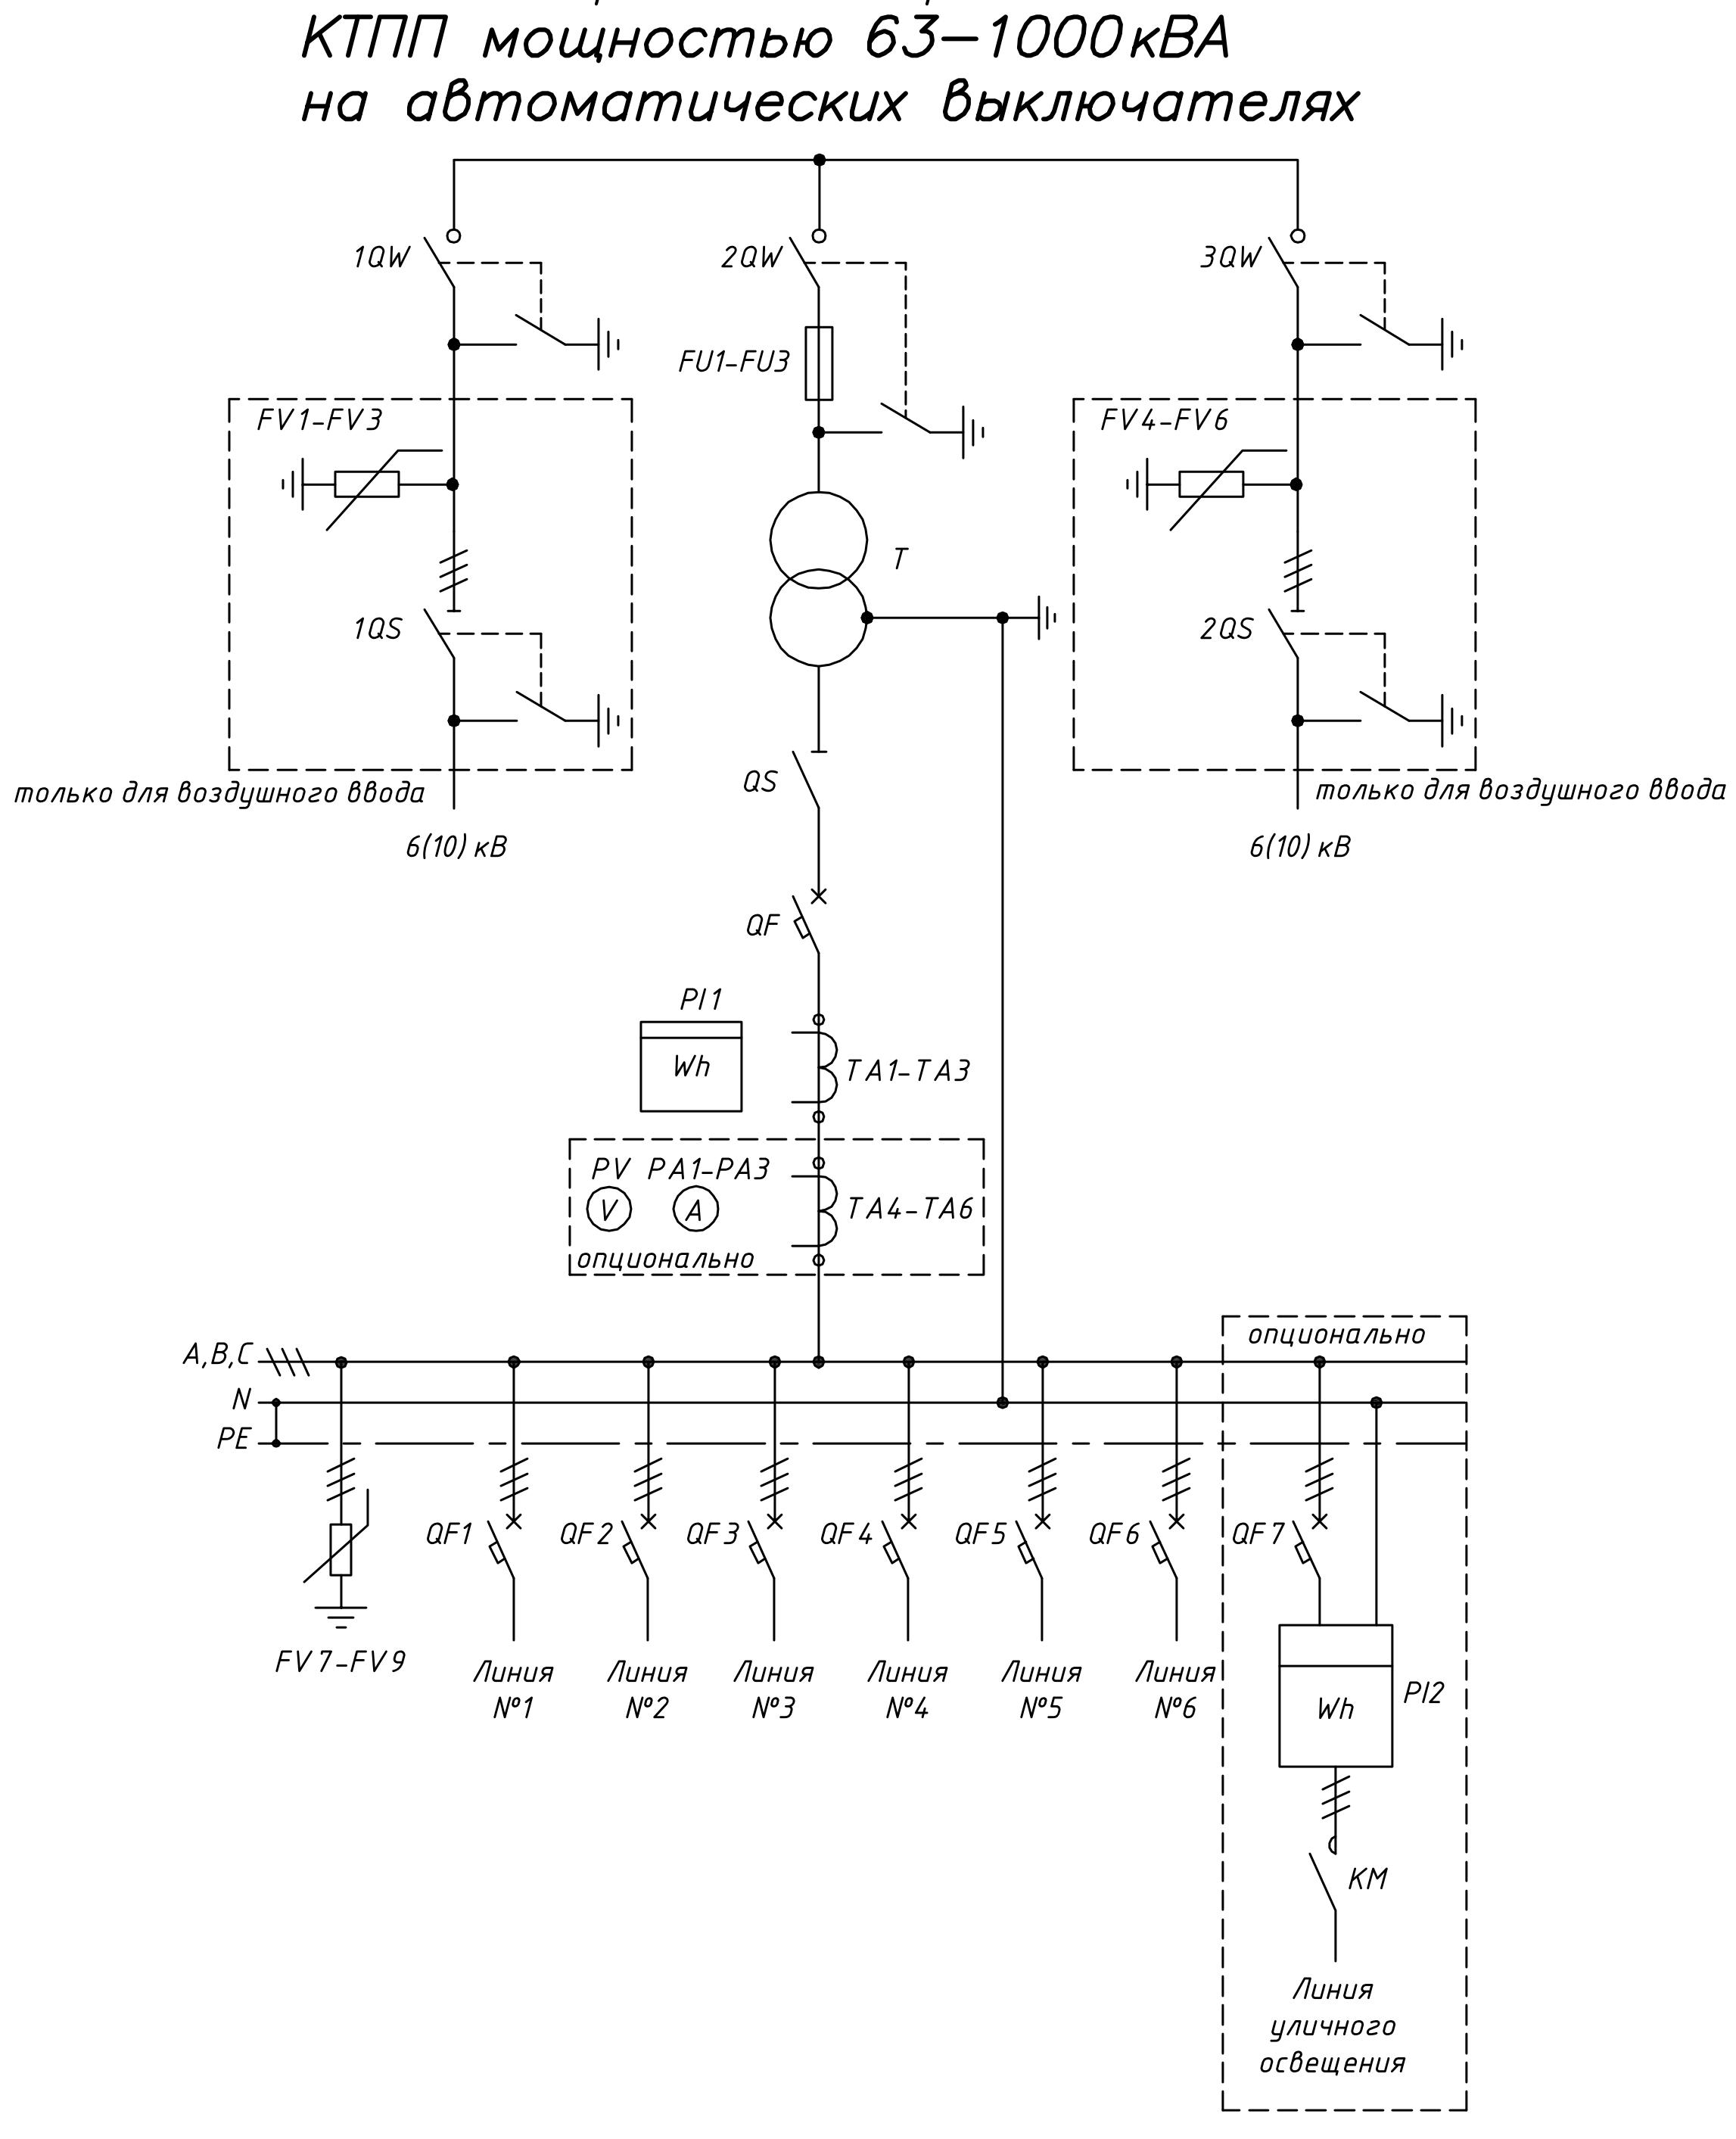 КТПП мощностью 63-1000кВА
на автоматических выключателях
1QW
2QW
3QW
FU1-FU3
FV1-FV3
FV4-FV6
T
1QS
2QS
QS
только для воздушного ввода
только для воздушного ввода
6(10) кВ
6(10) кВ
QF
PI1
Wh
TA1-TA3
PV PA1-PA3
V
A
TA4-TA6
опционально
опционально
A,B,C
N
PE
QF1
QF2
QF3
QF4
QF5
QF6
QF7
FV7-FV9
Линия
№1
Линия
№2
Линия
№3
Линия
№4
Линия
№5
Линия
№6
Wh
PI2
KM
Линия
уличного
освещения